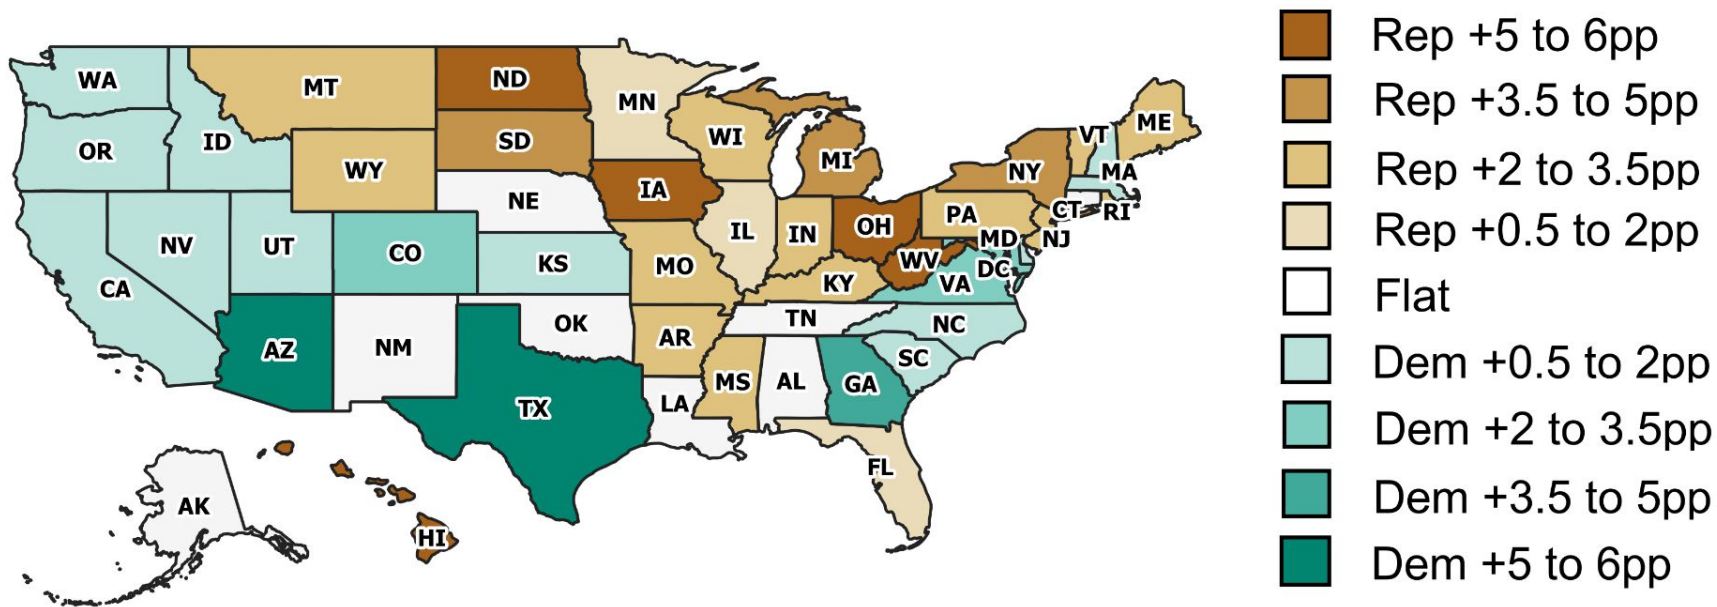 WA
MT
ND
MN
OR
ID
SD
WI
MI
VT
ME
WY
NY
MA
NE
IA
NV
UT
CO
KS
MO
IL
IN
OH
PA
CT
RI
NJ
MD
WV
VA
DC
CA
KY
AZ
NM
OK
TN
NC
AR
SC
TX
LA
MS
AL
GA
FL
AK
HI
Rep +5 to 6pp
Rep +3.5 to 5pp
Rep +2 to 3.5pp
Rep +0.5 to 2pp
Flat
Dem +0.5 to 2pp
Dem +2 to 3.5pp
Dem +3.5 to 5pp
Dem +5 to 6pp